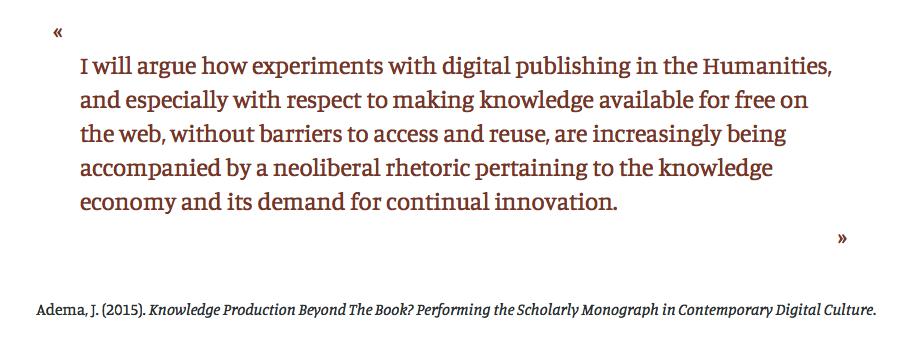 «
I will argue how experiments with digital publishing in the Humanities,
and especially with respect to making knowledge available for free on
the web, without barriers to access and reuse, are increasingly being
accompanied by a neoliberal rhetoric pertaining to the knowledge
economy and its demand for continual innovation.
»
Adema, J. (2015). Knowledge Production Beyond The Book? Performing the Scholarly Monograph in Contemporary Digital Culture.